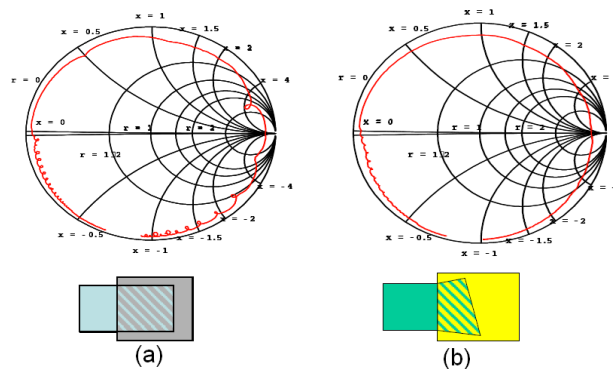 x = 1
x = 0.5
x = 1.5
x = 2
x = 4
r = 0
x = 0
r = 1
r = 2
r = 1/2
x = -4
x = -2
x = -0.5
x = -1.5
x = -1
(a)
x = 1
x = 0.5
x = 1.5
x = 2
x =
r = 0
x = 0
r = 1
r = 2
r = 1/2
x = -
x = -2
x = -0.5
x = -1.5
x = -1
(b)